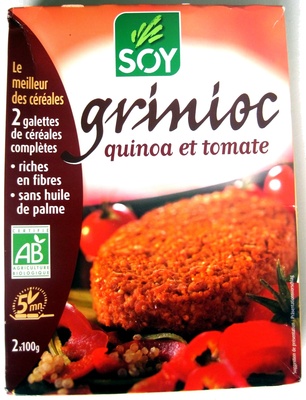 SOY
Le
meilleur
des céréales
grinioc
quinoa et tomate
2 galettes
de céréales
complètes
• riches
en fibres
• sans huile
de palme
CERTIFIÉ
AB
AGRICULTURE
BIOLOGIQUE
5 mn
2x100g